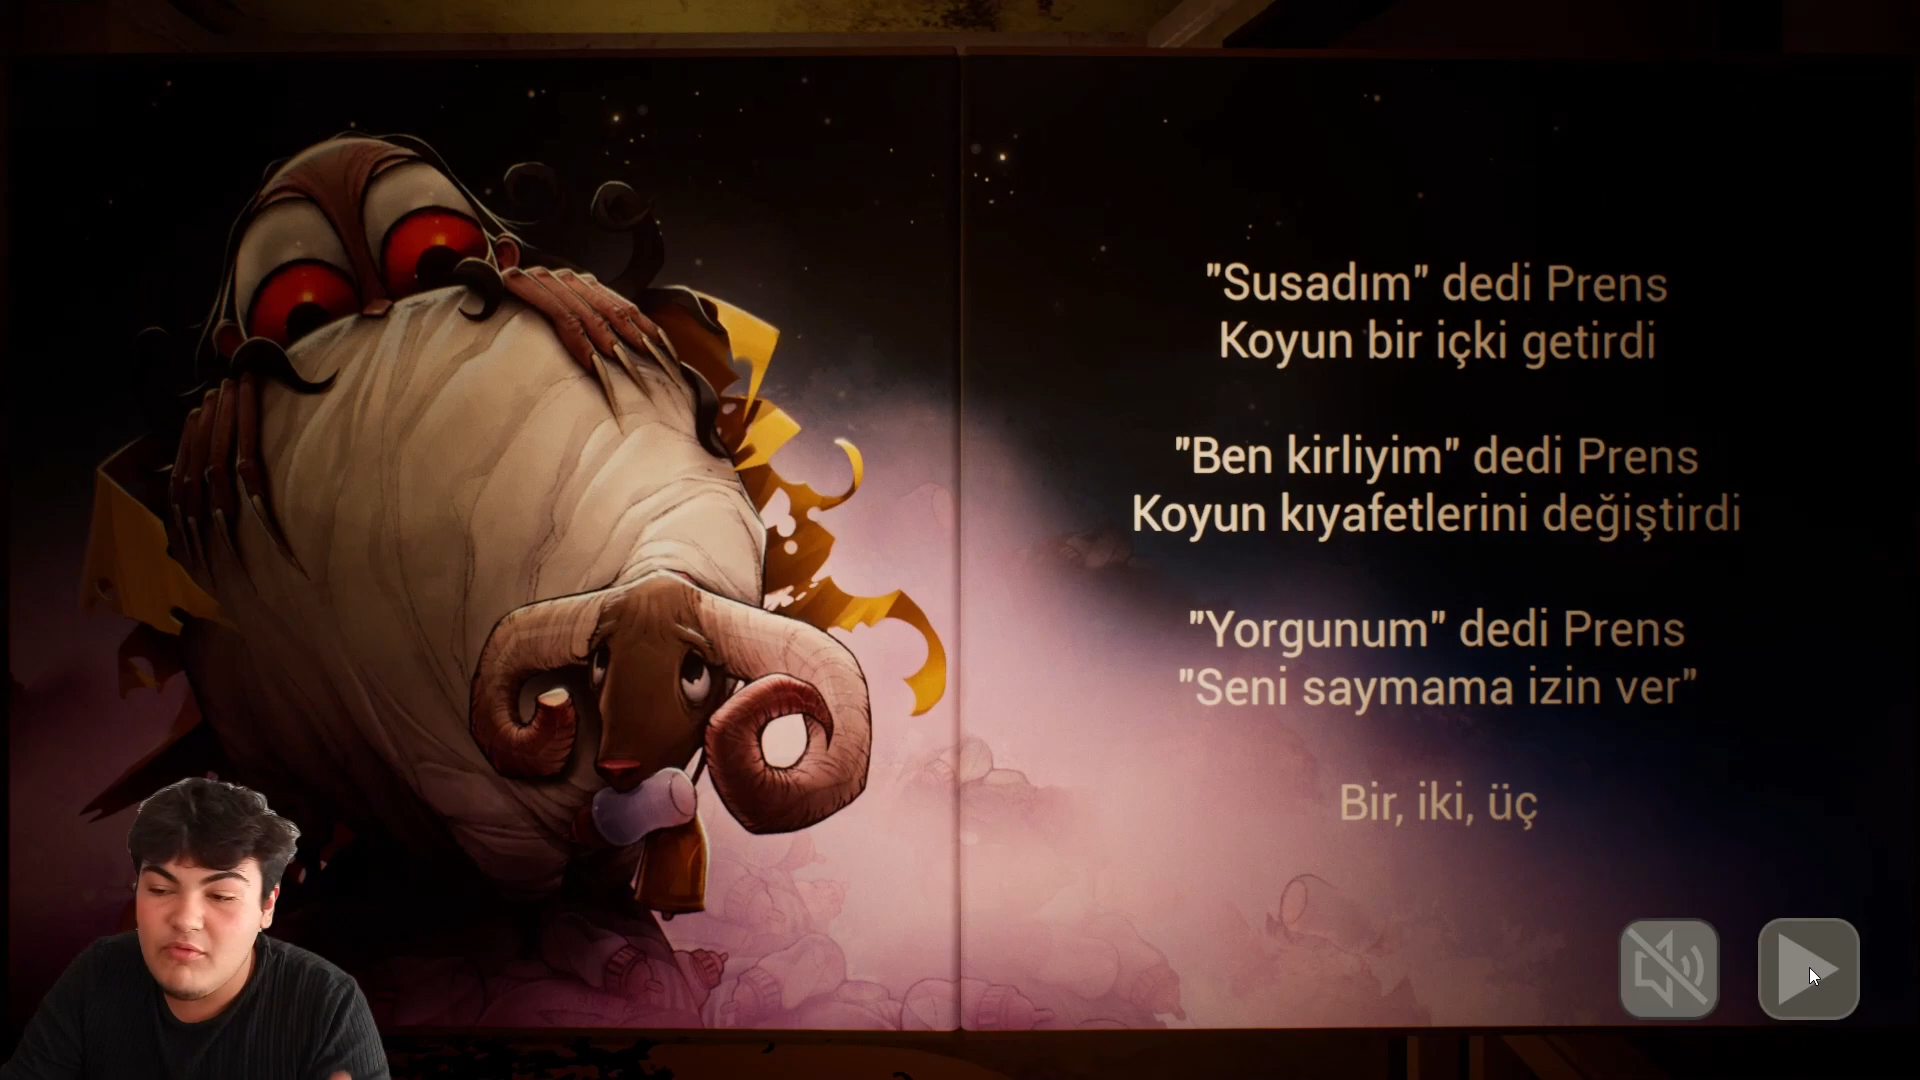 "Susadım" dedi Prens
Koyun bir içki getirdi
"Ben kirliyim" dedi Prens
Koyun kıyafetlerini değiştirdi
"Yorgunum" dedi Prens
"Seni saymama izin ver"
Bir, iki, üç